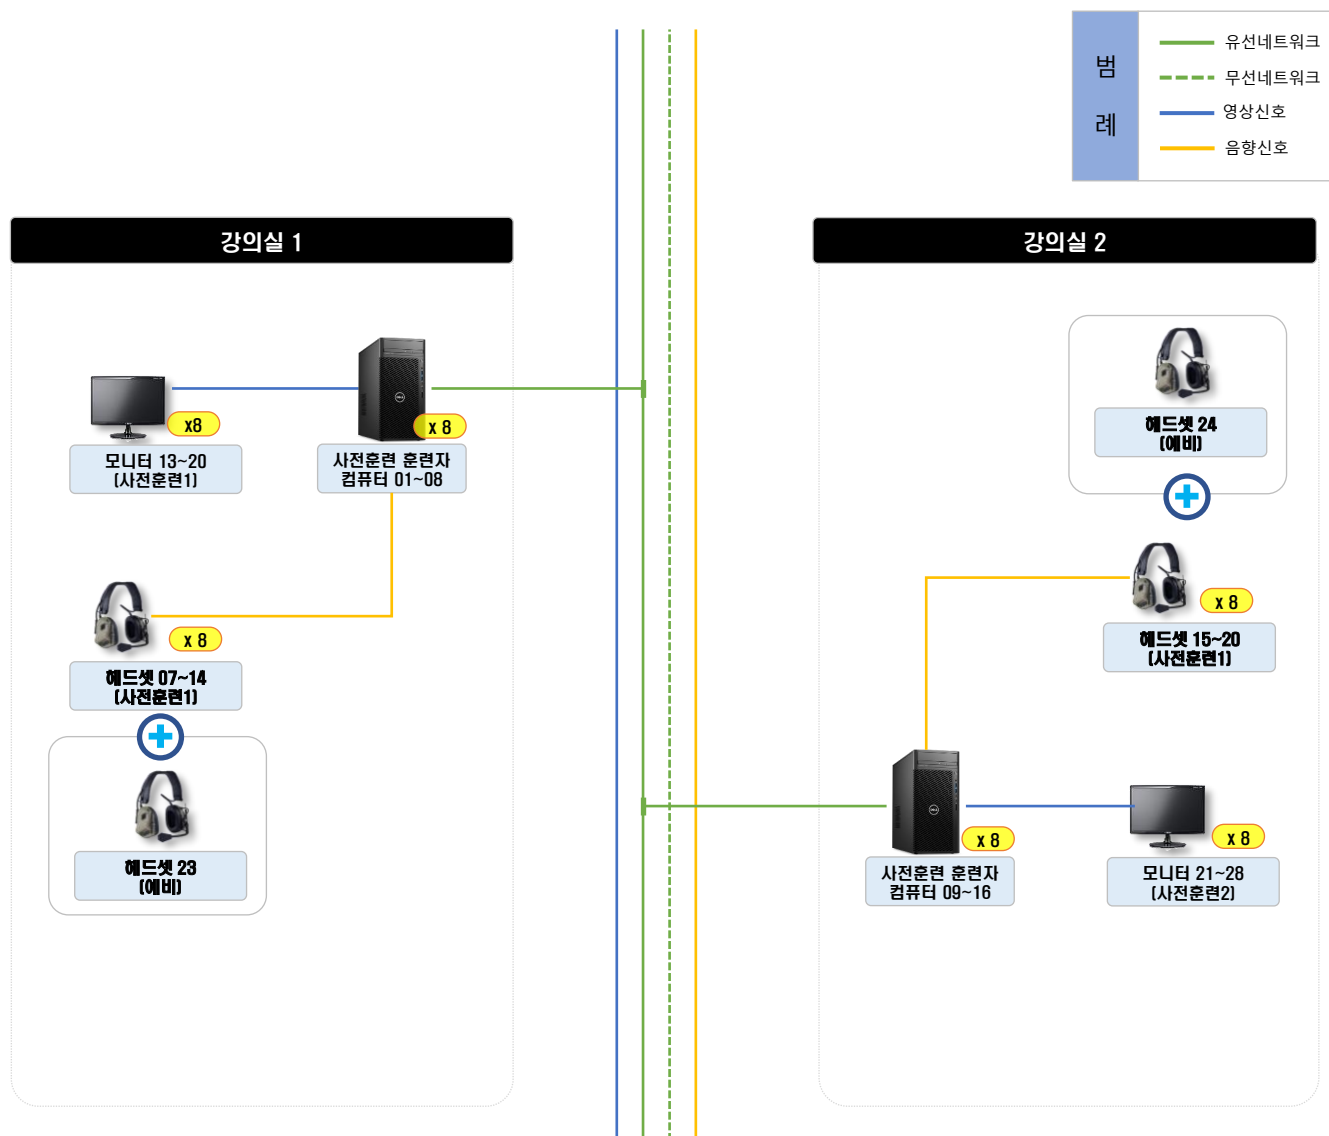 범
례
유선네트워크
무선네트워크
영상신호
음향신호
강의실 1
x8
모니터 13~20
(사전훈련1)
x 8
사전훈련 훈련자
컴퓨터 01~08
x 8
헤드셋 07~14
(사전훈련1)
헤드셋 23
(예비)
강의실 2
헤드셋 24
(예비)
x 8
헤드셋 15~20
(사전훈련1)
x 8
사전훈련 훈련자
컴퓨터 09~16
x 8
모니터 21~28
(사전훈련2)